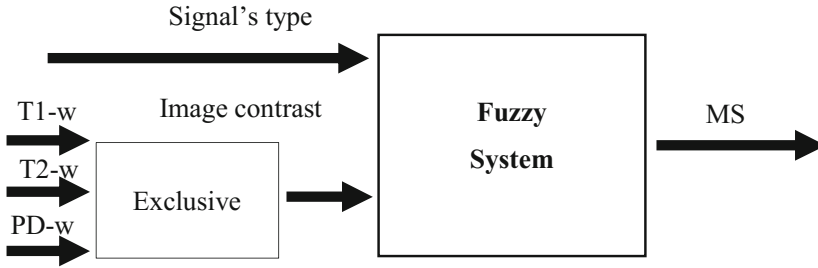 Signal's type
T1-w
Image contrast
T2-w
Exclusive
PD-w
Fuzzy
System
MS